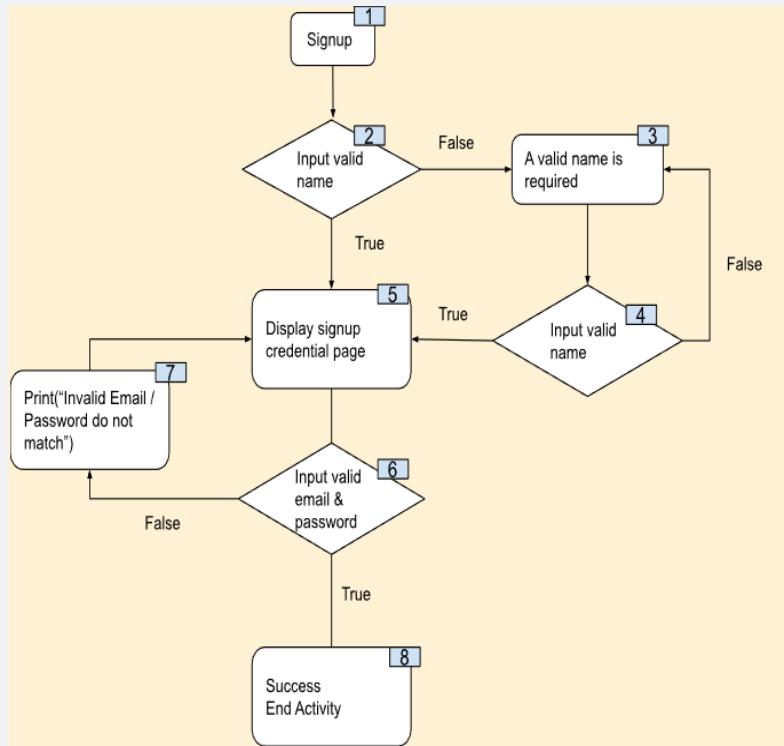 1
Signup
2
Input valid
name
False
3
A valid name is
required
True
False
4
Input valid
name
True
5
Display signup
credential page
7
Print(“Invalid Email /
Password do not
match”)
6
Input valid
email &
password
False
True
8
Success
End Activity